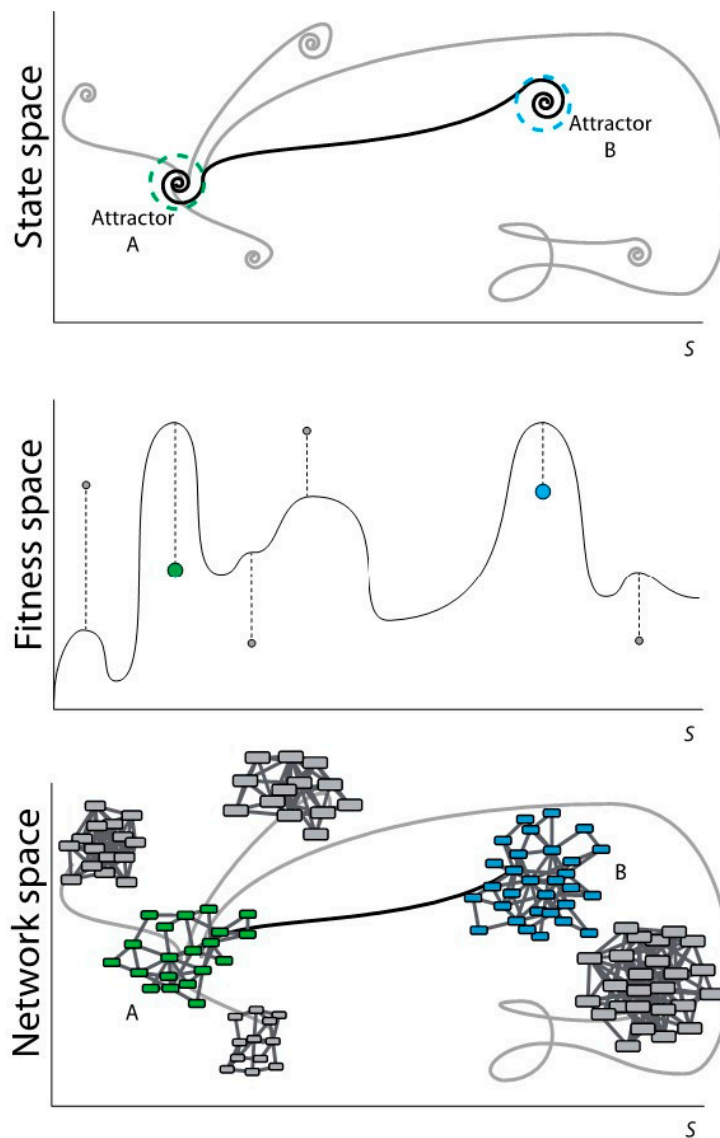 State space
Attractor
A
Attractor
B
S
Fitness space
S
Network space
A
B
S